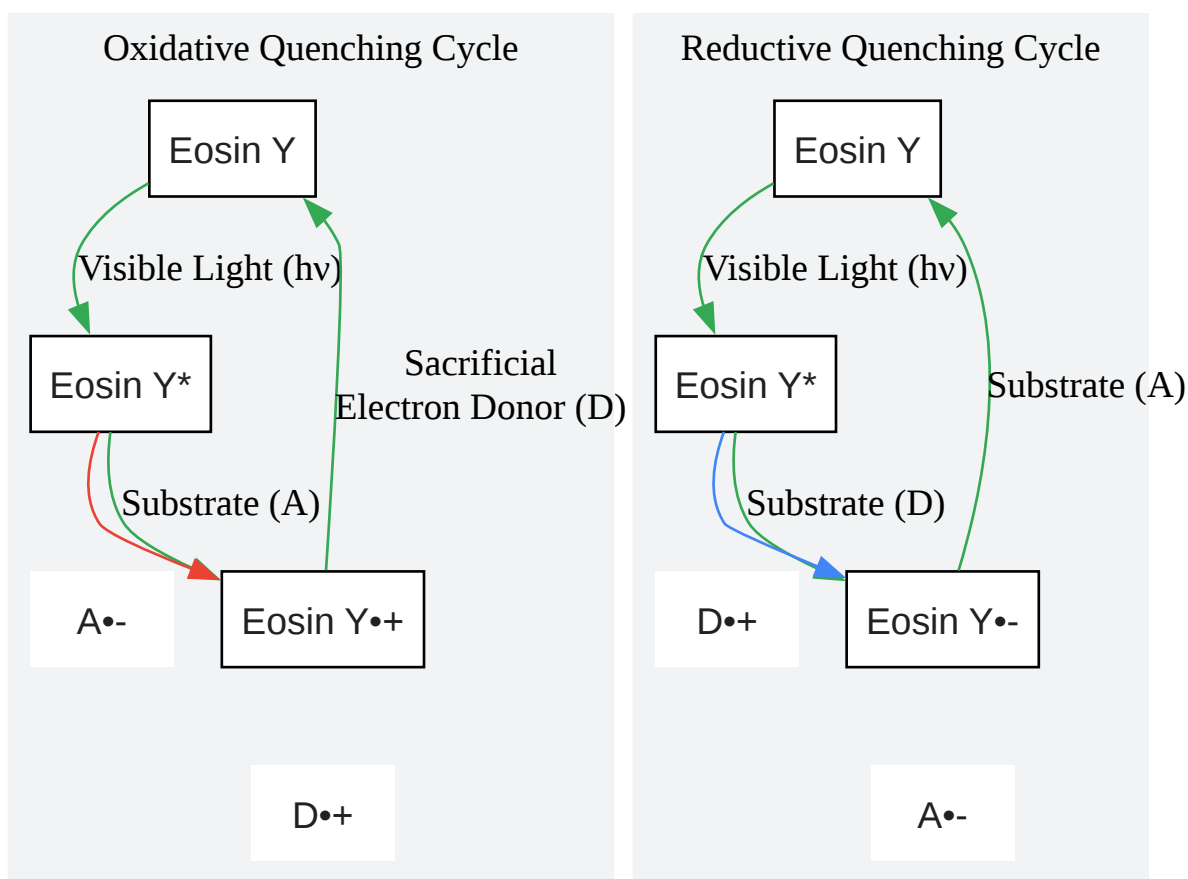 Oxidative Quenching Cycle
Eosin Y
Visible Light (hν)
Eosin Y*
Sacrificial
Electron Donor (D)
Substrate (A)
A•-
Eosin Y•+
D•+
Reductive Quenching Cycle
Eosin Y
Visible Light (hν)
Eosin Y*
Substrate (A)
Substrate (D)
D•+
Eosin Y•-
A•-